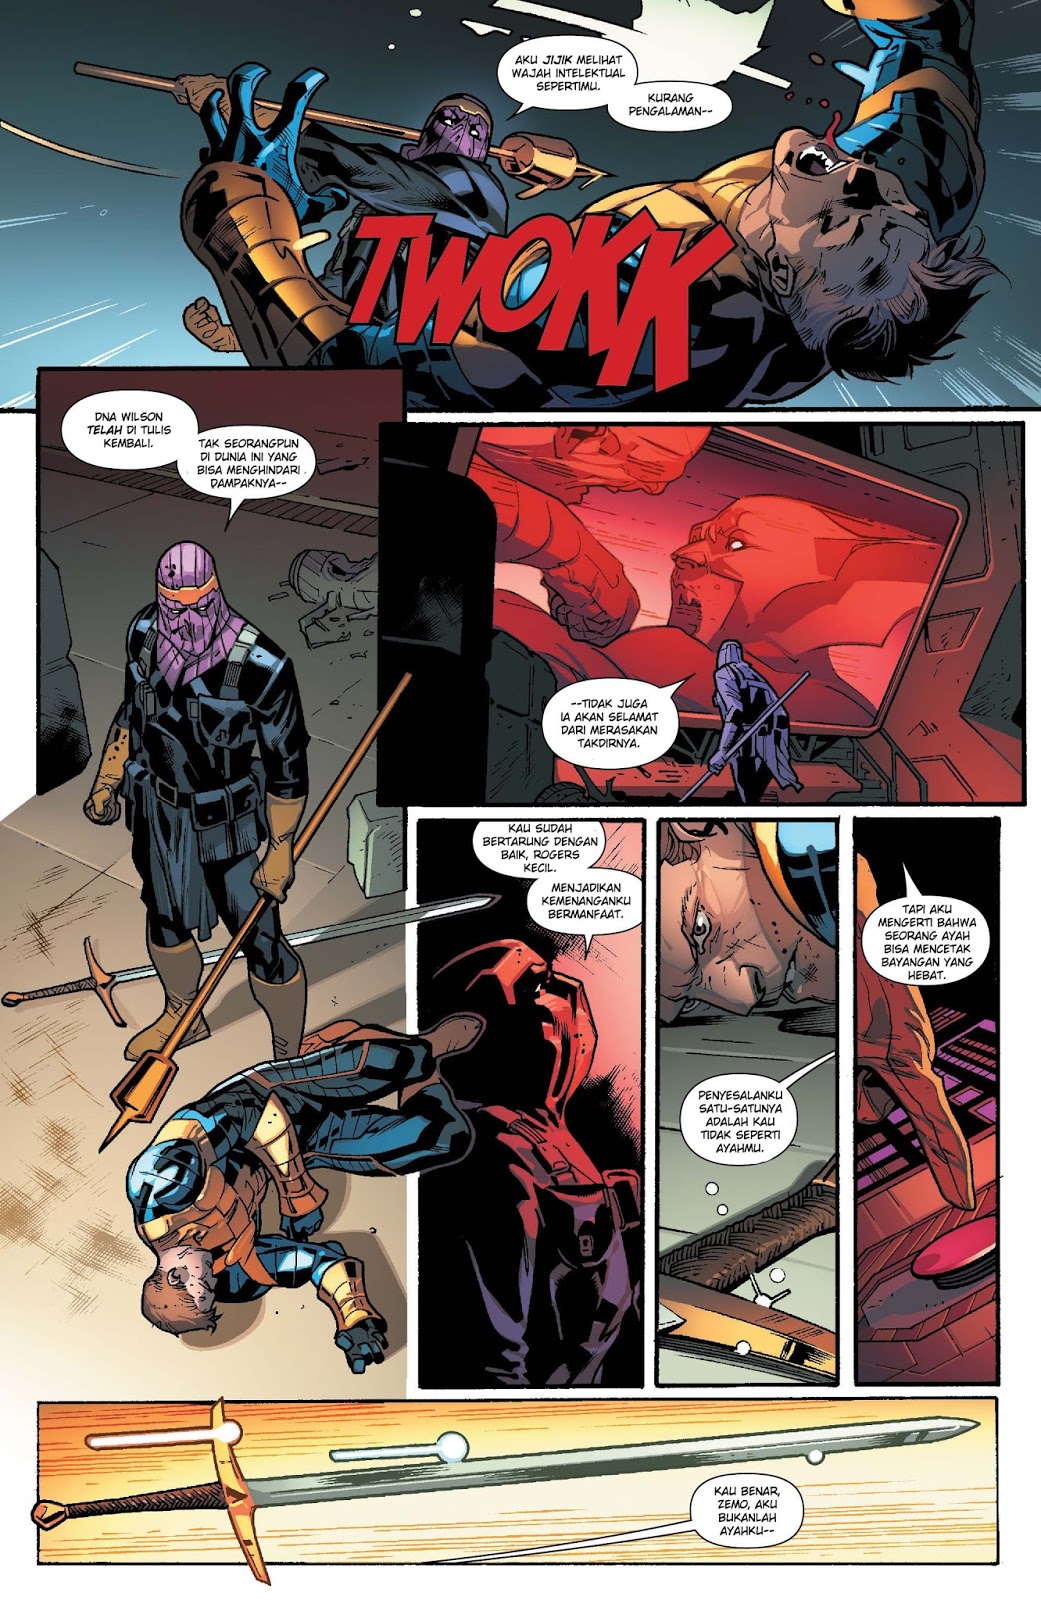 AKU JIJIK MELIHAT
WAJAH INTELEKTUAL
SEPERTIMU.
KURANG
PENGALAMAN--
TWOKK
DNA WILSON
TELAH DI TULIS
KEMBALI.
TAK SEORANGPUN
DI DUNIA INI YANG
BISA MENGHINDARI
DAMPAKNYA--
--TIDAK JUGA
IA AKAN SELAMAT
DARI MERASAKAN
TAKDIRNYA.
KAU SUDAH
BERTARUNG DENGAN
BAIK, ROGERS
KECIL.
MENJADIKAN
KEMENANGANKU
BERMANFAAT.
PENYESALANKU
SATU-SATUNYA
ADALAH KAU
TIDAK SEPERTI
AYAHMU.
TAPI AKU
MENGERTI BAHWA
SEORANG AYAH
BISA MENCETAK
BAYANGAN YANG
HEBAT.
KAU BENAR,
ZEMO, AKU
BUKANLAH
AYAHKU--